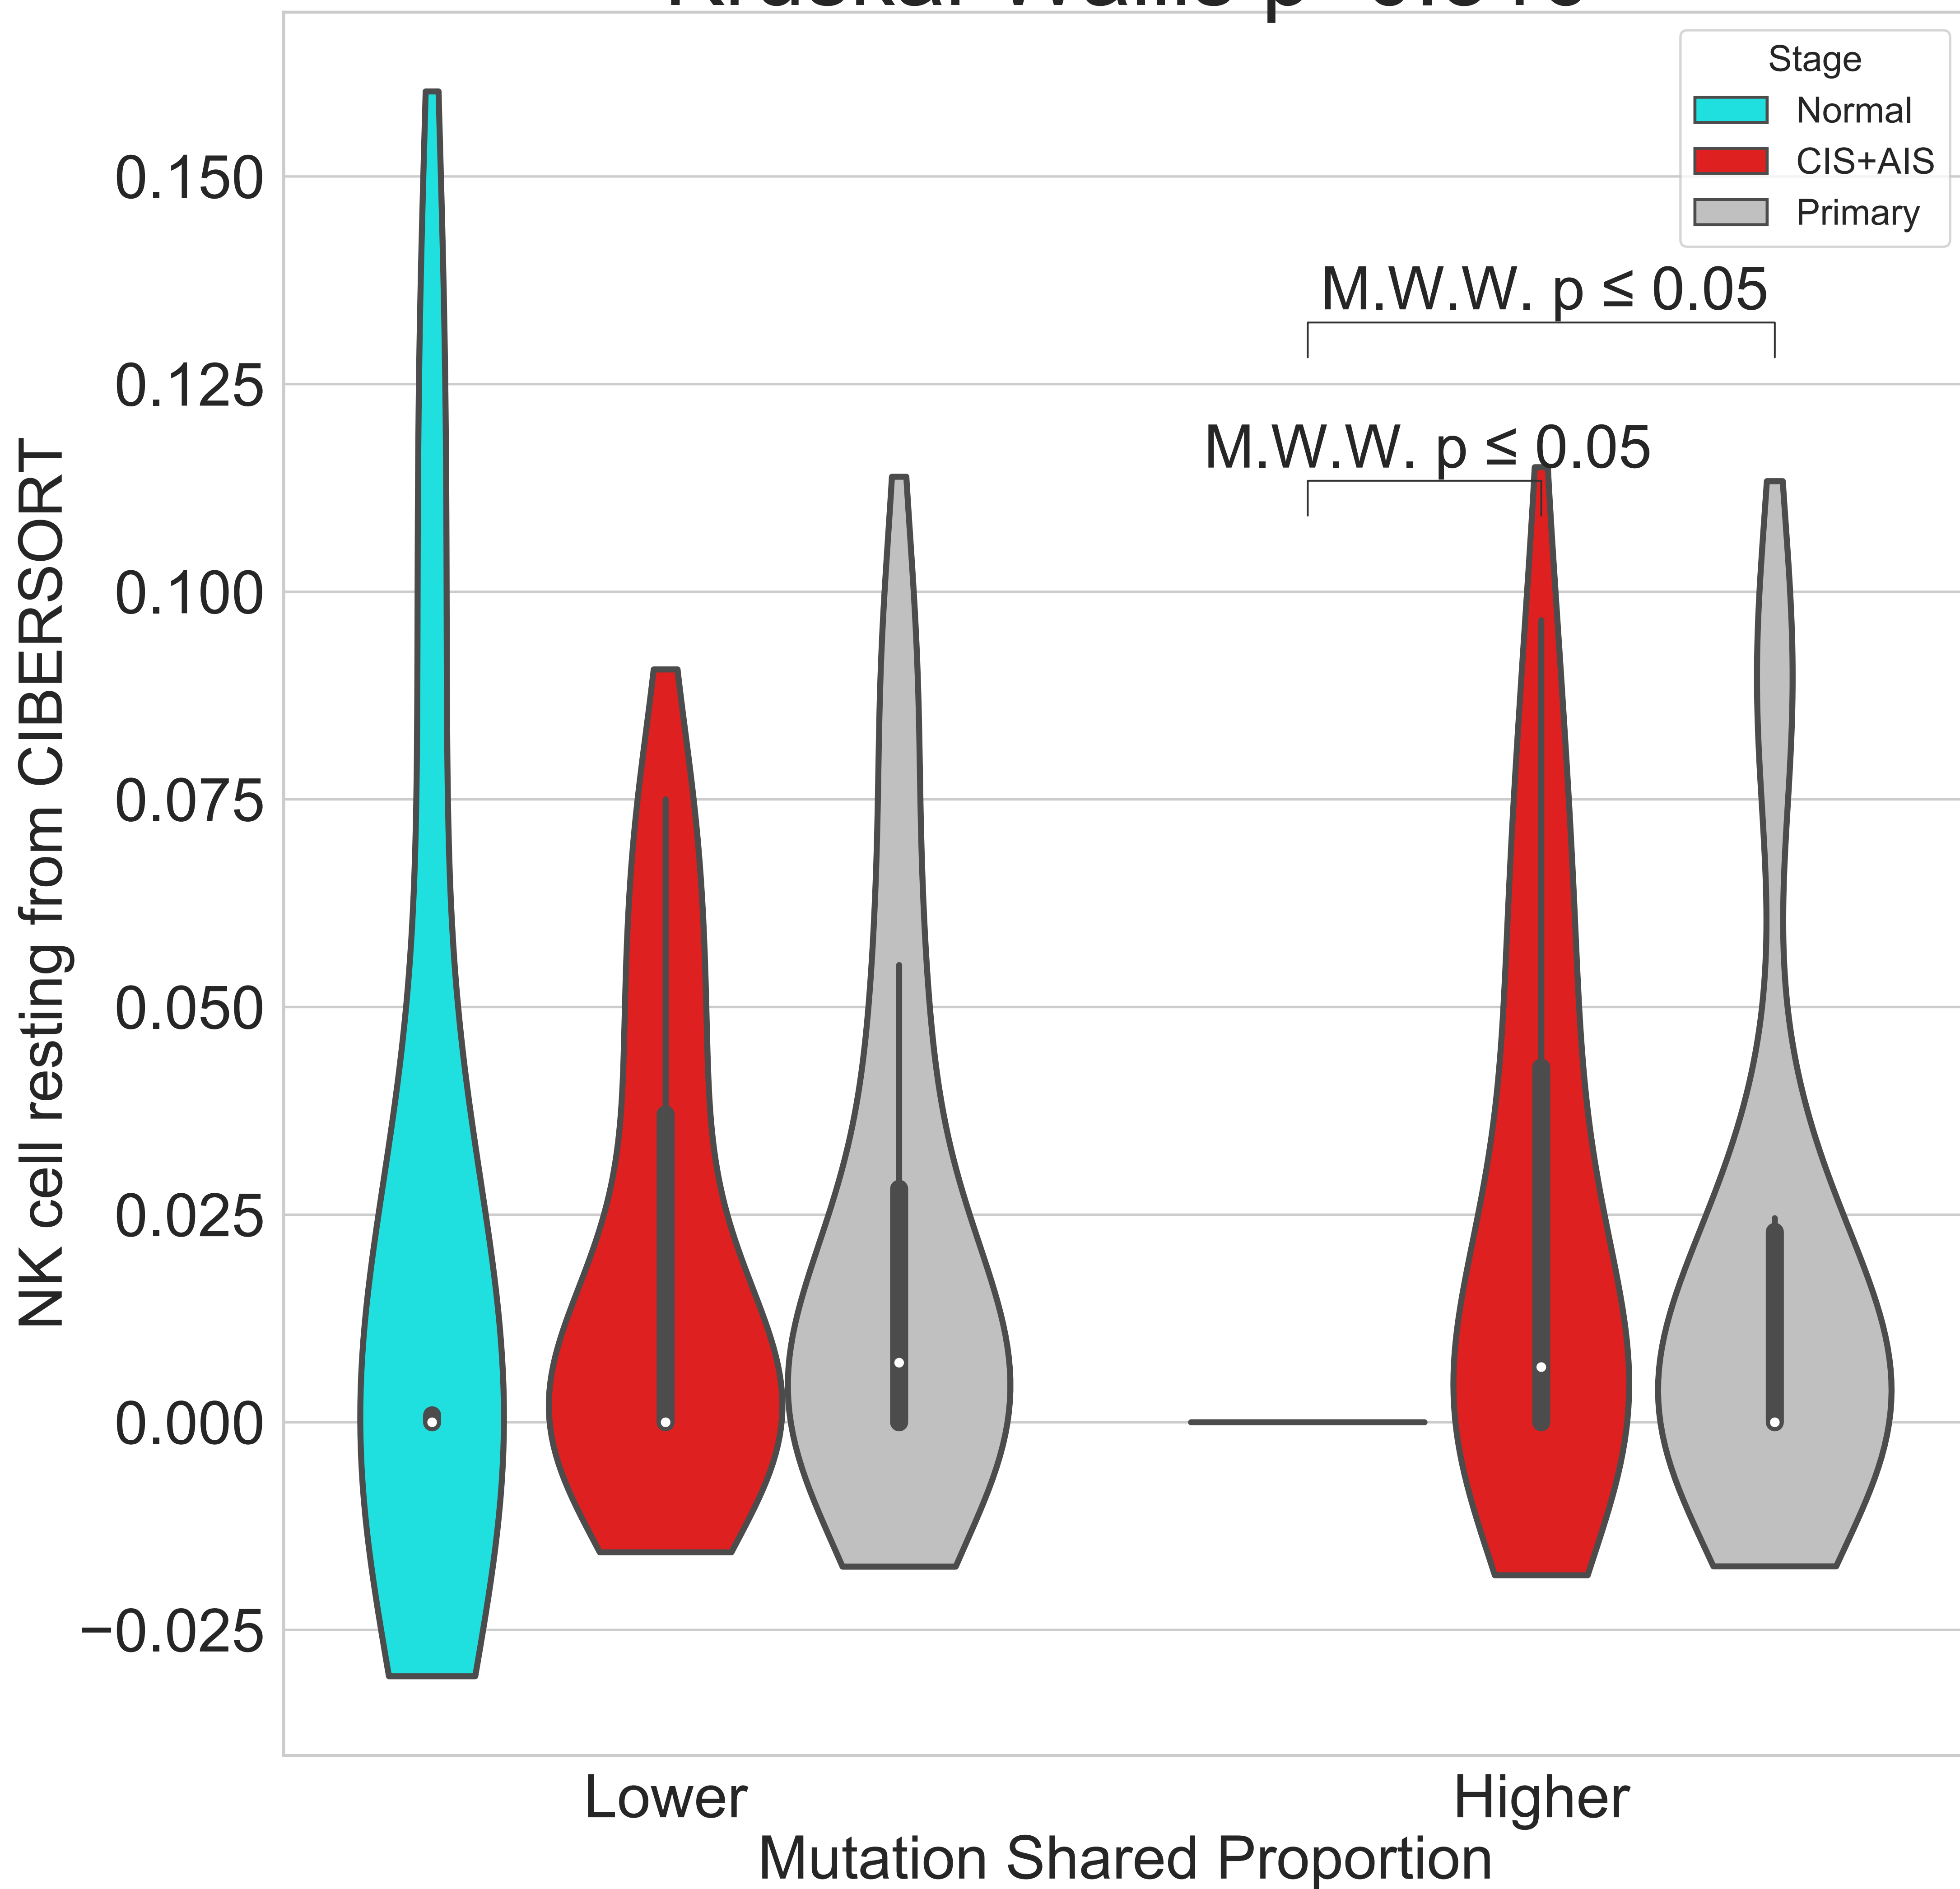 Stage
Normal
CIS+AIS
Primary
M.W.W. p ≤ 0.05
M.W.W. p ≤ 0.05
0.150
0.125
0.100
0.075
0.050
0.025
0.000
−0.025
NK cell resting from CIBERSORT
Lower
Higher
Mutation Shared Proportion